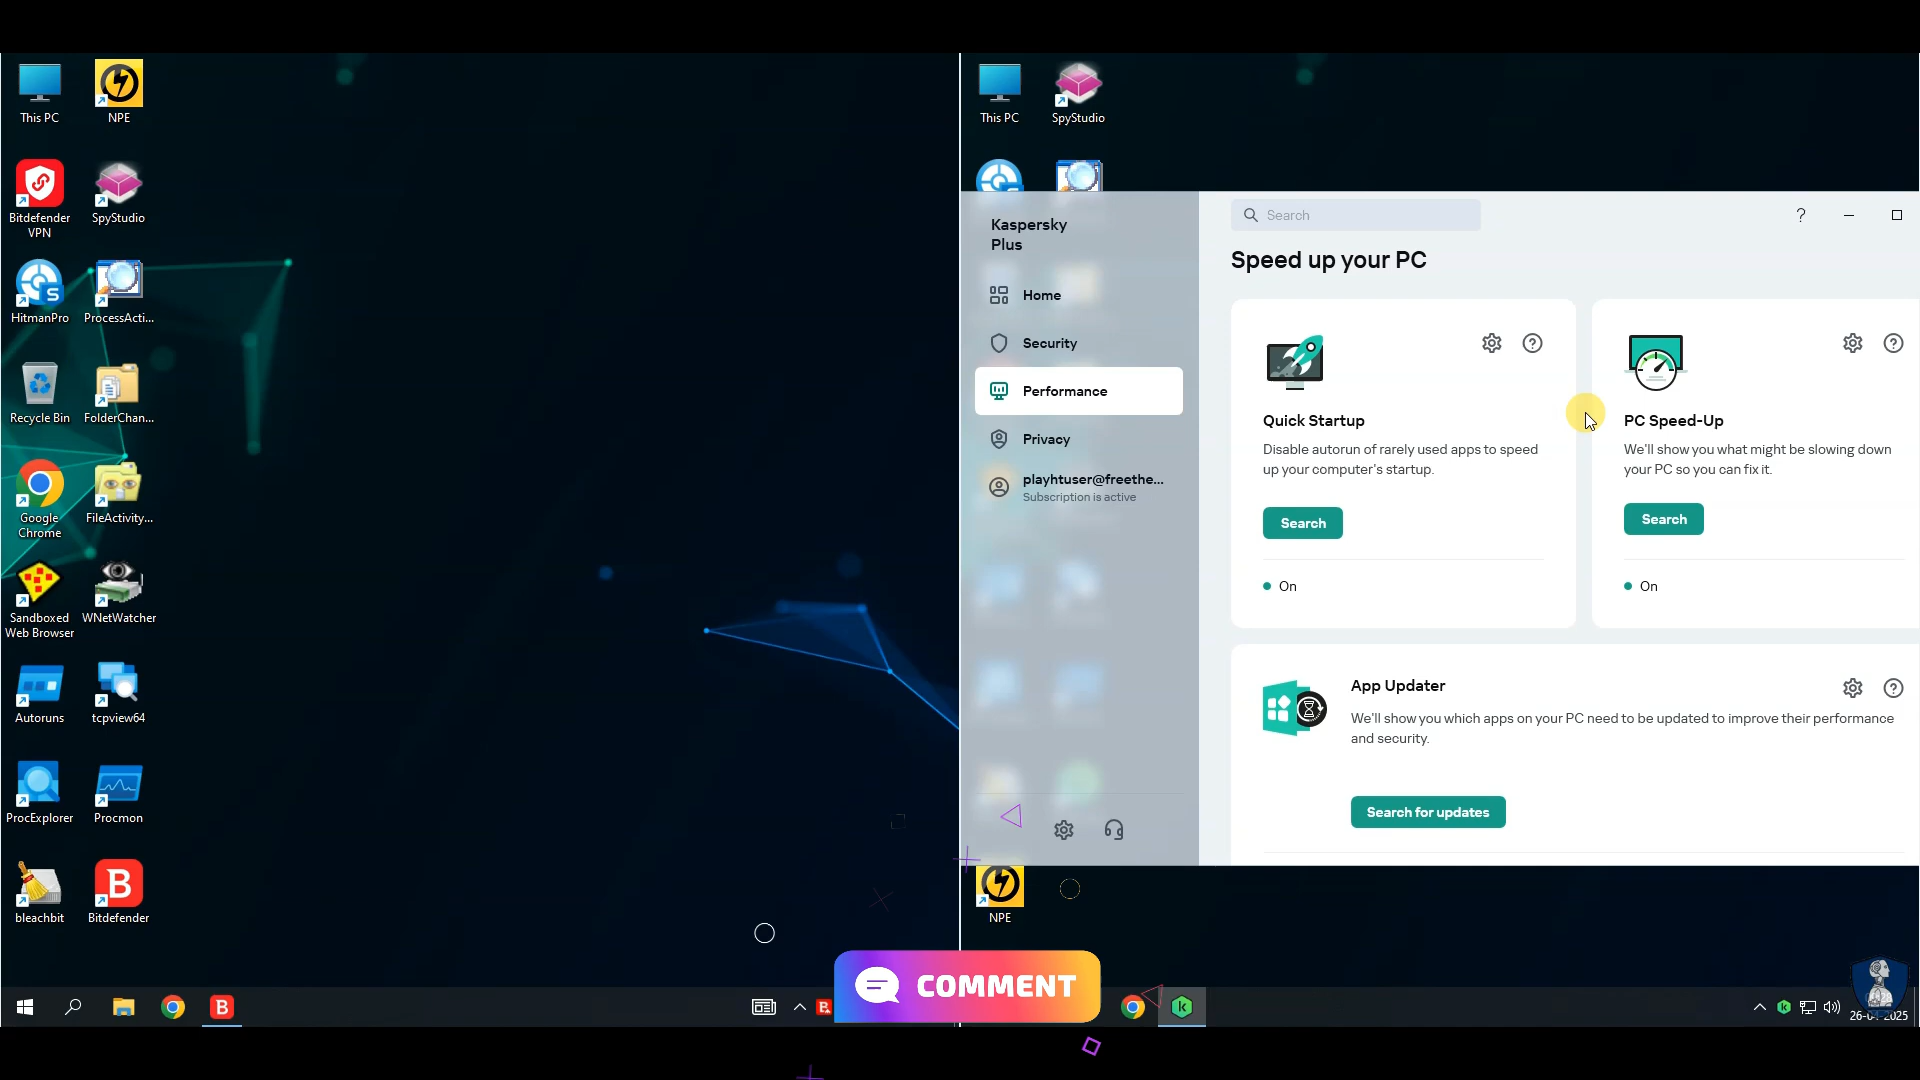 This PC
NPE
Bitdefender
VPN
SpyStudio
HitmanPro
ProcessActi...
Recycle Bin
FolderChan...
Google
Chrome
FileActivity...
Sandboxed
Web Browser
WNetWatcher
Autoruns
tcpview64
ProcExplorer
Procmon
bleachbit
Bitdefender
This PC
SpyStudio
Kaspersky
Plus
Home
Security
Performance
Privacy
playhtuser@freethe...
Subscription is active
Search
Speed up your PC
Quick Startup
Disable autorun of rarely used apps to speed
up your computer's startup.
Search
On
PC Speed-Up
We'll show you what might be slowing down
your PC so you can fix it.
Search
On
App Updater
We'll show you which apps on your PC need to be updated to improve their performance
and security.
Search for updates
NPE
COMMENT